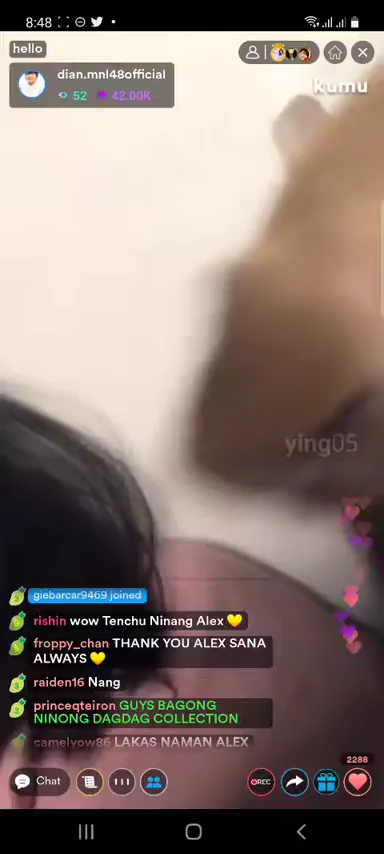 8:48
hello
dian.mnl48official
52 42.00K
kumu
ying05
giebarcar9469 joined
rishin wow Tenchu Ninang Alex 💛
froppy_chan THANK YOU ALEX SANA
ALWAYS 💛
raiden16 Nang
princeqteiron GUYS BAGONG
NINONG DAGDAG COLLECTION
camelyow86 LAKAS NAMAN ALEX
2288
Chat
REC